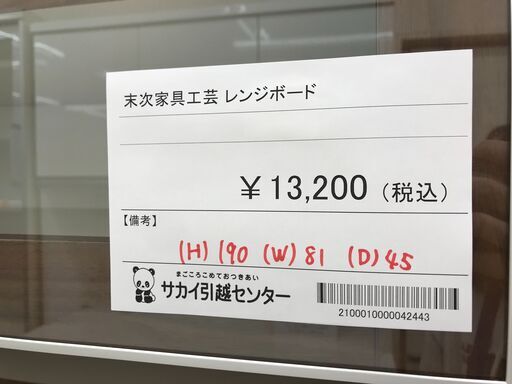 末次家具工芸 レンジボード
￥13,200（税込）
【備考】
(H)190 (W)81 (D)45
まごころこめておつきあい
サカイ引越センター
2100010000042443